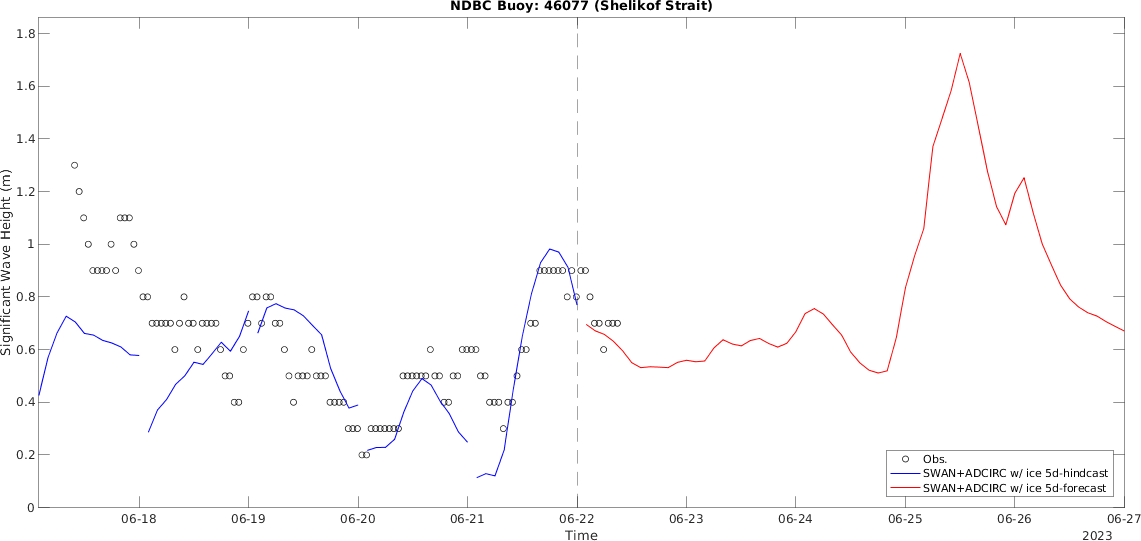 NDBC Buoy: 46077 (Shelikof Strait)
1.8
1.6
1.4
1.2
1
0.8
0.6
0.4
0.2
0
Significant Wave Height (m)
Obs.
SWAN+ADCIRC w/ ice 5d-hindcast
SWAN+ADCIRC w/ ice 5d-forecast
06-18 06-19 06-20 06-21 06-22 06-23 06-24 06-25 06-26 06-27
Time
2023